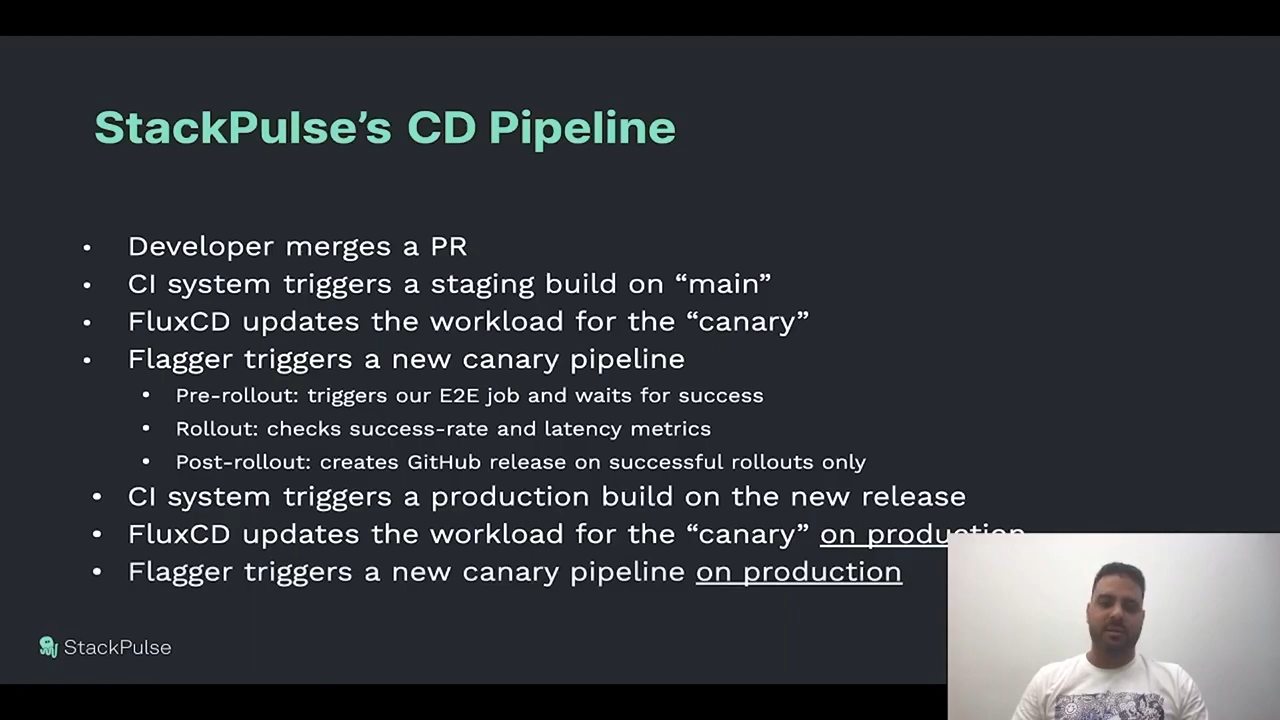 StackPulse’s CD Pipeline
• Developer merges a PR
• CI system triggers a staging build on “main”
• FluxCD updates the workload for the “canary”
• Flagger triggers a new canary pipeline
• Pre-rollout: triggers our E2E job and waits for success
• Rollout: checks success-rate and latency metrics
• Post-rollout: creates GitHub release on successful rollouts only
• CI system triggers a production build on the new release
• FluxCD updates the workload for the “canary” on production
• Flagger triggers a new canary pipeline on production
StackPulse